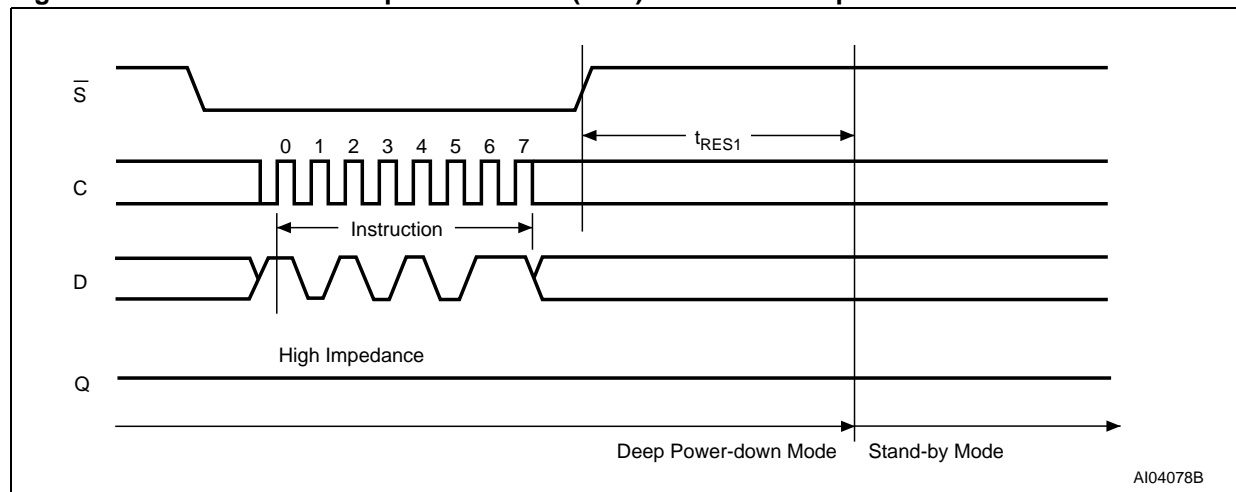 S
tRES1
0 1 2 3 4 5 6 7
C
Instruction
D
High Impedance
Q
Deep Power-down Mode Stand-by Mode
AI04078B